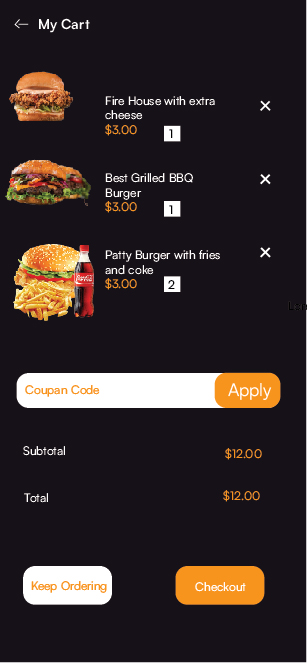 My Cart
Fire House with extra
cheese
$3.00
1
Best Grilled BBQ
Burger
$3.00
1
Patty Burger with fries
and coke
$3.00
2
Coca-Cola
Coupan Code
Apply
Subtotal
$12.00
Total
$12.00
Keep Ordering
Checkout